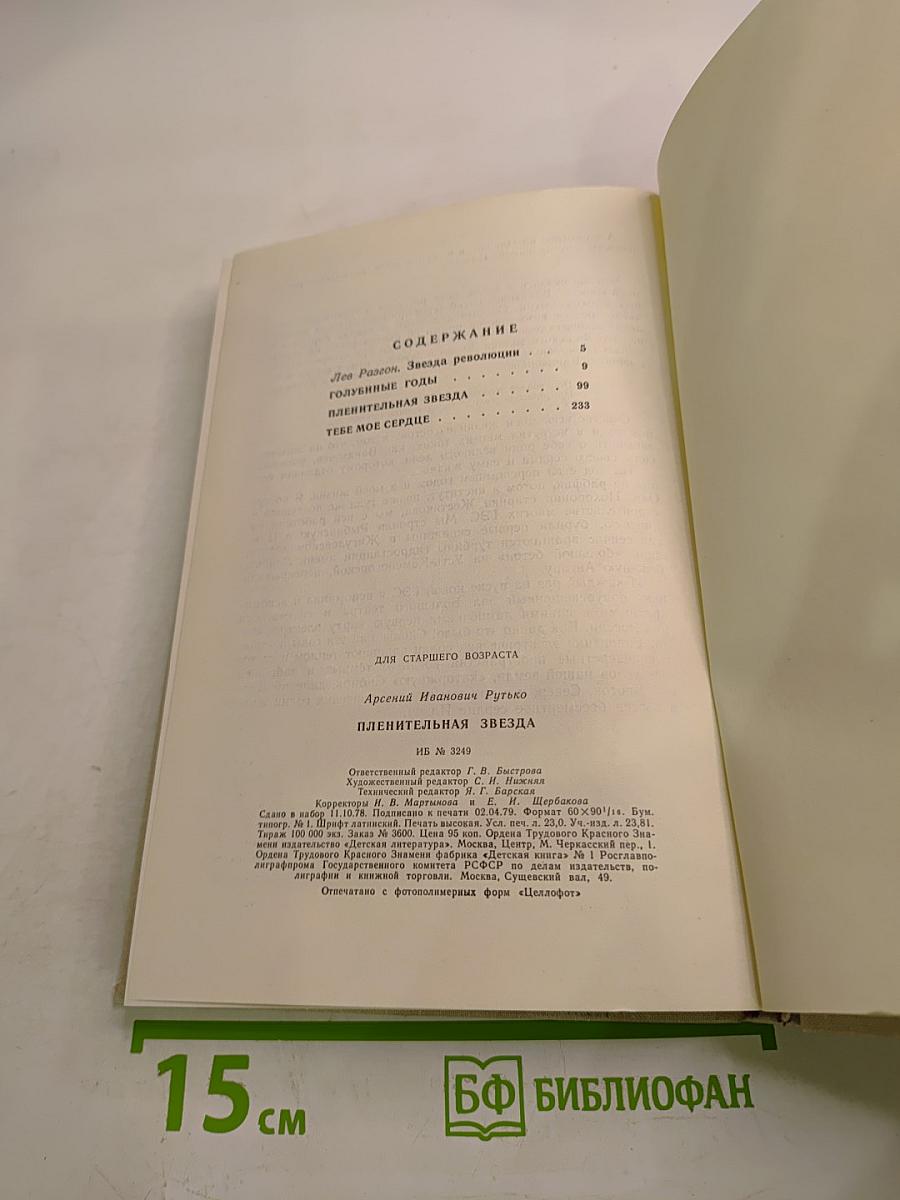 СОДЕРЖАНИЕ
Лев Разгон. Звезда революции . . 5
ГОЛУБИНЫЕ ГОДЫ . . . . . . . . 9
ПЛЕНИТЕЛЬНАЯ ЗВЕЗДА . . . . . . 99
ТЕБЕ МОЕ СЕРДЦЕ . . . . . . . . . 233
ДЛЯ СТАРШЕГО ВОЗРАСТА
Арсений Иванович Рутько
ПЛЕНИТЕЛЬНАЯ ЗВЕЗДА
ИБ № 3249
Ответственный редактор Г. В. Быстрова
Художественный редактор С. И. Нижняя
Технический редактор Я. Г. Барская
Корректоры Н. В. Мартынова и Е. И. Щербакова
Сдано в набор 11.10.78. Подписано к печати 02.04.79. Формат 60×90¹/₁₆. Бум.
типогр. № 1. Шрифт латинский. Печать высокая. Усл. печ. л. 23,0. Уч.-изд. л. 23,81.
Тираж 100 000 экз. Заказ № 3600. Цена 95 коп. Ордена Трудового Красного Зна-
мени издательство «Детская литература». Москва, Центр, М. Черкасский пер., 1.
Ордена Трудового Красного Знамени фабрика «Детская книга» № 1 Росглавпо-
лиграфпрома Государственного комитета РСФСР по делам издательств, по-
лиграфии и книжной торговли. Москва, Сущевский вал, 49.
Отпечатано с фотополимерных форм «Целлофот»
15 см
БФ БИБЛИОФАН